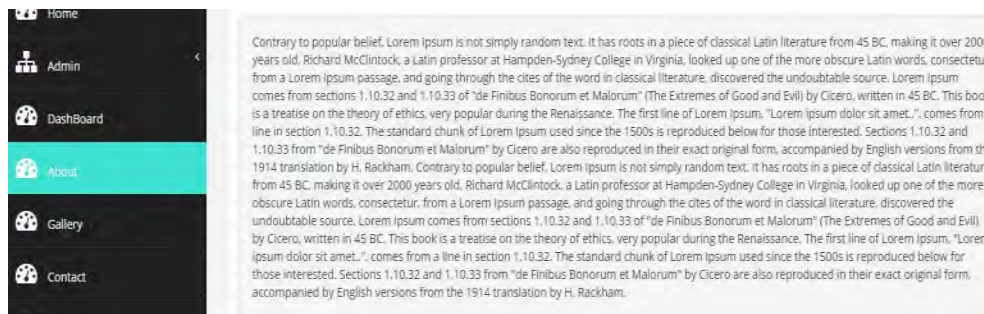 Home
Admin
DashBoard
About
Gallery
Contact
Contrary to popular belief, Lorem Ipsum is not simply random text. It has roots in a piece of classical Latin literature from 45 BC, making it over 200
years old. Richard McClintock, a Latin professor at Hampden-Sydney College in Virginia, looked up one of the more obscure Latin words, consectetu
from a Lorem Ipsum passage, and going through the cites of the word in classical literature, discovered the undoubtable source. Lorem Ipsum
comes from sections 1.10.32 and 1.10.33 of "de Finibus Bonorum et Malorum" (The Extremes of Good and Evil) by Cicero, written in 45 BC. This boo
is a treatise on the theory of ethics, very popular during the Renaissance. The first line of Lorem Ipsum, "Lorem ipsum dolor sit amet..", comes from
line in section 1.10.32. The standard chunk of Lorem Ipsum used since the 1500s is reproduced below for those interested. Sections 1.10.32 and
1.10.33 from "de Finibus Bonorum et Malorum" by Cicero are also reproduced in their exact original form, accompanied by English versions from th
1914 translation by H. Rackham. Contrary to popular belief, Lorem Ipsum is not simply random text. It has roots in a piece of classical Latin literatur
from 45 BC, making it over 2000 years old. Richard McClintock, a Latin professor at Hampden-Sydney College in Virginia, looked up one of the more
obscure Latin words, consectetur, from a Lorem Ipsum passage, and going through the cites of the word in classical literature, discovered the
undoubtable source. Lorem Ipsum comes from sections 1.10.32 and 1.10.33 of "de Finibus Bonorum et Malorum" (The Extremes of Good and Evil)
by Cicero, written in 45 BC. This book is a treatise on the theory of ethics, very popular during the Renaissance. The first line of Lorem Ipsum, "Lorem
ipsum dolor sit amet..", comes from a line in section 1.10.32. The standard chunk of Lorem Ipsum used since the 1500s is reproduced below for
those interested. Sections 1.10.32 and 1.10.33 from "de Finibus Bonorum et Malorum" by Cicero are also reproduced in their exact original form,
accompanied by English versions from the 1914 translation by H. Rackham.